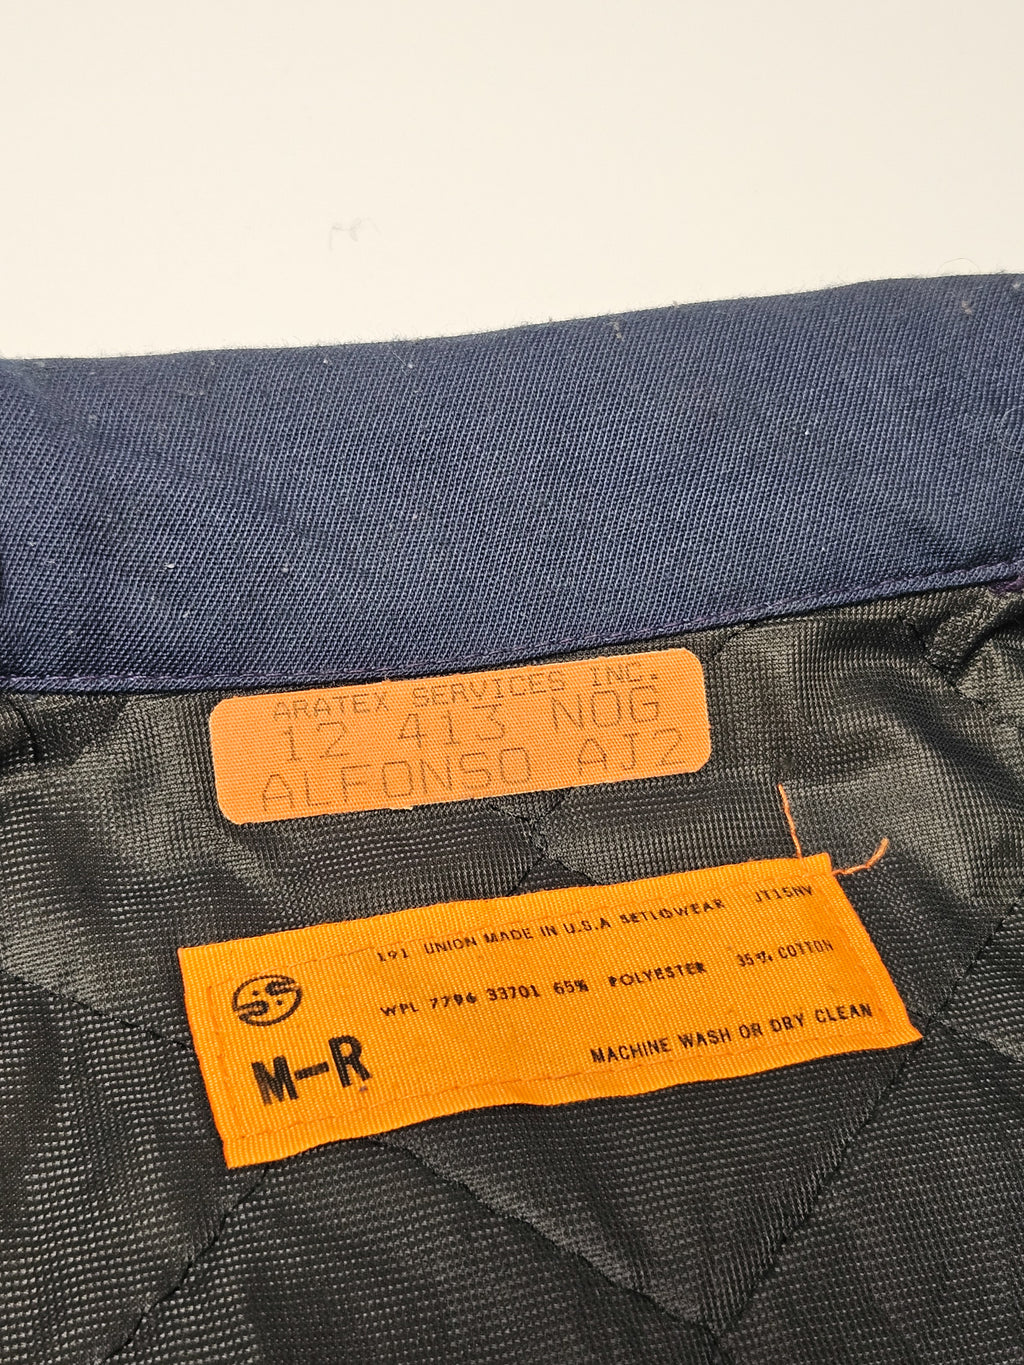 ARATEX SERVICES INC.
12 413 NOG
ALFONSO AJ2
191 UNION MADE IN U.S.A SETLOWEAR JT15NV
WPL 7796 33701 65% POLYESTER 35% COTTON
M-R
MACHINE WASH OR DRY CLEAN